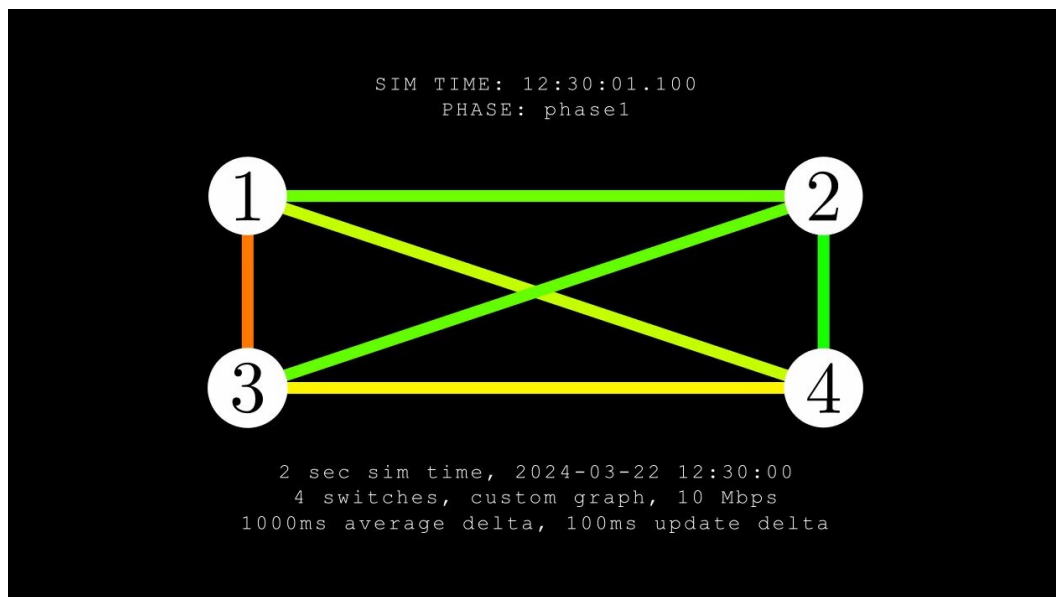 SIM TIME: 12:30:01.100
PHASE: phase1
1 2
3 4
2 sec sim time, 2024-03-22 12:30:00
4 switches, custom graph, 10 Mbps
1000ms average delta, 100ms update delta